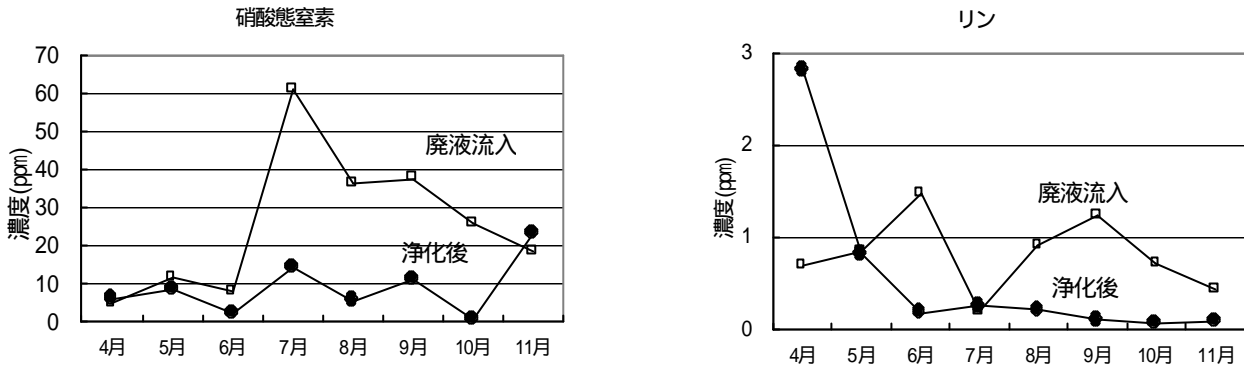 硝酸態窒素
濃度(ppm)
70
60
50
40
30
20
10
0
廃液流入
浄化後
4月 5月 6月 7月 8月 9月 10月 11月
リン
濃度(ppm)
3
2
1
0
廃液流入
浄化後
4月 5月 6月 7月 8月 9月 10月 11月